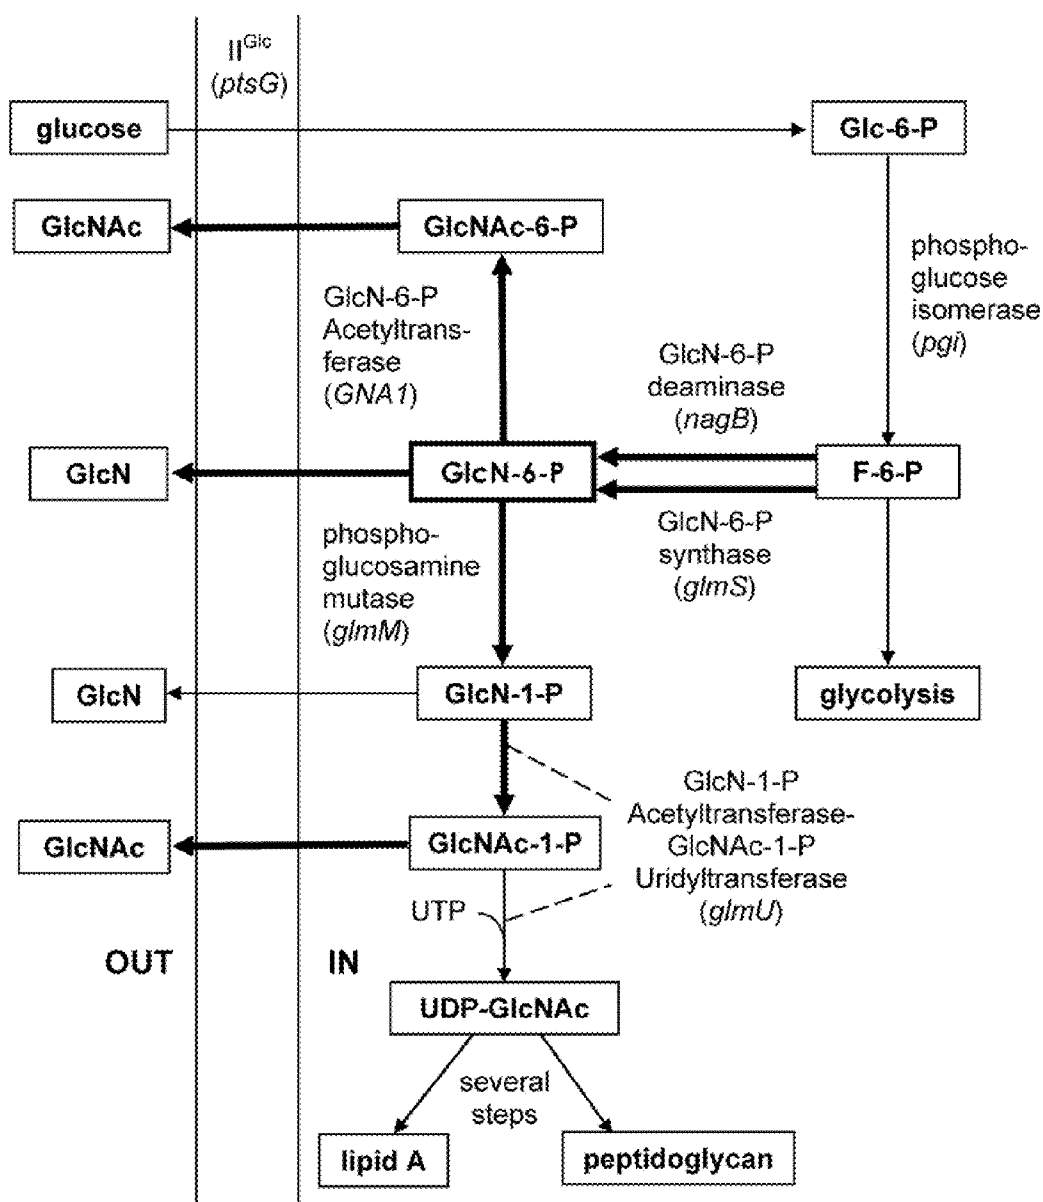 II^Glc
(ptsG)
glucose
Glc-6-P
GlcNAc
GlcNAc-6-P
phospho-
glucose
isomerase
(pgi)
GlcN-6-P
Acetyltrans-
ferase
(GNA1)
GlcN-6-P
deaminase
(nagB)
GlcN
GlcN-6-P
F-6-P
phospho-
glucosamine
mutase
(glmM)
GlcN-6-P
synthase
(glmS)
GlcN
GlcN-1-P
glycolysis
GlcN-1-P
Acetyltransferase-
GlcNAc-1-P
Uridyltransferase
(glmU)
GlcNAc
GlcNAc-1-P
UTP
OUT
IN
UDP-GlcNAc
several
steps
lipid A
peptidoglycan